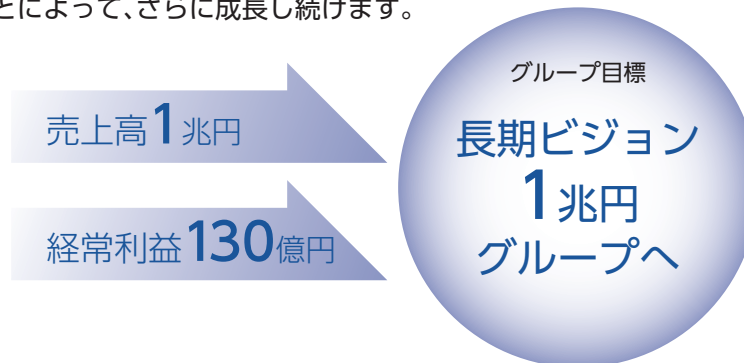 とによって、さらに成長し続けます。
売上高1兆円
経常利益130億円
グループ目標
長期ビジョン
1兆円
グループへ